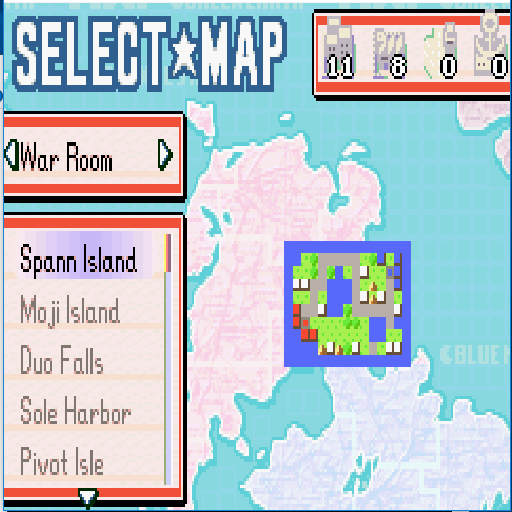 SELECT★MAP
11 8 0 0
War Room
Spann Island
Moji Island
Duo Falls
Sole Harbor
Pivot Isle
BLUE